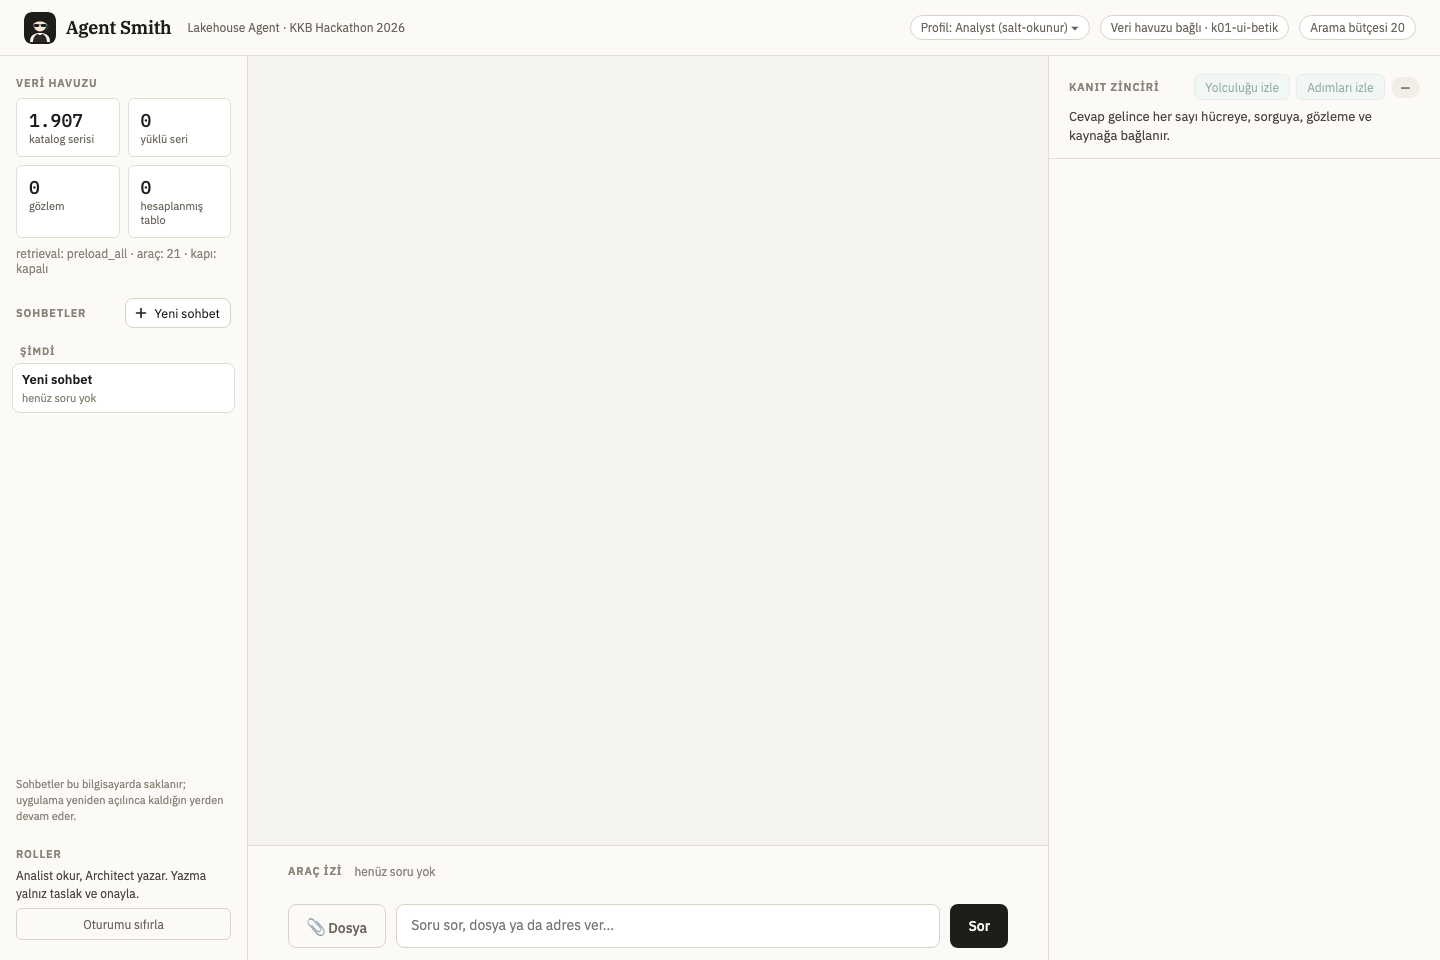 Agent Smith
Lakehouse Agent · KKB Hackathon 2026
Profil: Analyst (salt-okunur)
Veri havuzu bağlı · k01-ui-betik
Arama bütçesi 20
VERİ HAVUZU
1.907
katalog serisi
0
yüklü seri
0
gözlem
0
hesaplanmış
tablo
retrieval: preload_all · araç: 21 · kapı:
kapalı
SOHBETLER
+ Yeni sohbet
ŞİMDİ
Yeni sohbet
henüz soru yok
Sohbetler bu bilgisayarda saklanır;
uygulama yeniden açılınca kaldığın yerden
devam eder.
ROLLER
Analist okur, Architect yazar. Yazma
yalnız taslak ve onayla.
Oturumu sıfırla
ARAÇ İZİ
henüz soru yok
Dosya
Soru sor, dosya ya da adres ver...
Sor
KANIT ZİNCİRİ
Yolculuğu izle
Adımları izle
–
Cevap gelince her sayı hücreye, sorguya, gözleme ve
kaynağa bağlanır.